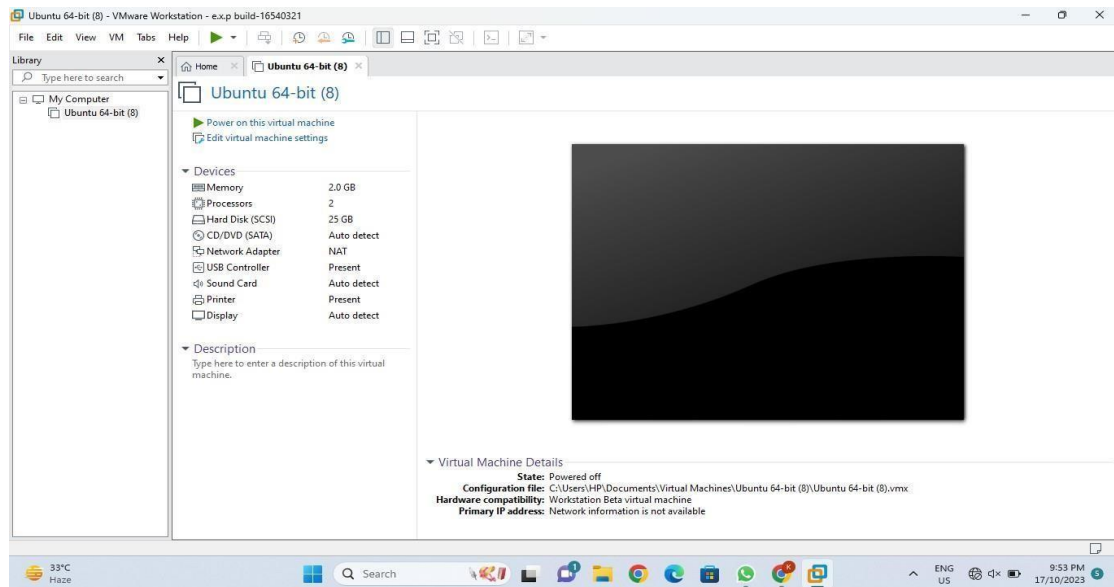 Ubuntu 64-bit (8) - VMware Workstation - e.x.p build-16540321
File Edit View VM Tabs Help
Library
Type here to search
My Computer
Ubuntu 64-bit (8)
Home
Ubuntu 64-bit (8)
Ubuntu 64-bit (8)
Power on this virtual machine
Edit virtual machine settings
Devices
Memory 2.0 GB
Processors 2
Hard Disk (SCSI) 25 GB
CD/DVD (SATA) Auto detect
Network Adapter NAT
USB Controller Present
Sound Card Auto detect
Printer Present
Display Auto detect
Description
Type here to enter a description of this virtual
machine.
Virtual Machine Details
State: Powered off
Configuration file: C:\Users\HP\Documents\Virtual Machines\Ubuntu 64-bit (8)\Ubuntu 64-bit (8).vmx
Hardware compatibility: Workstation Beta virtual machine
Primary IP address: Network information is not available
33°C
Haze
Search
ENG
US
9:53 PM
17/10/2023
5